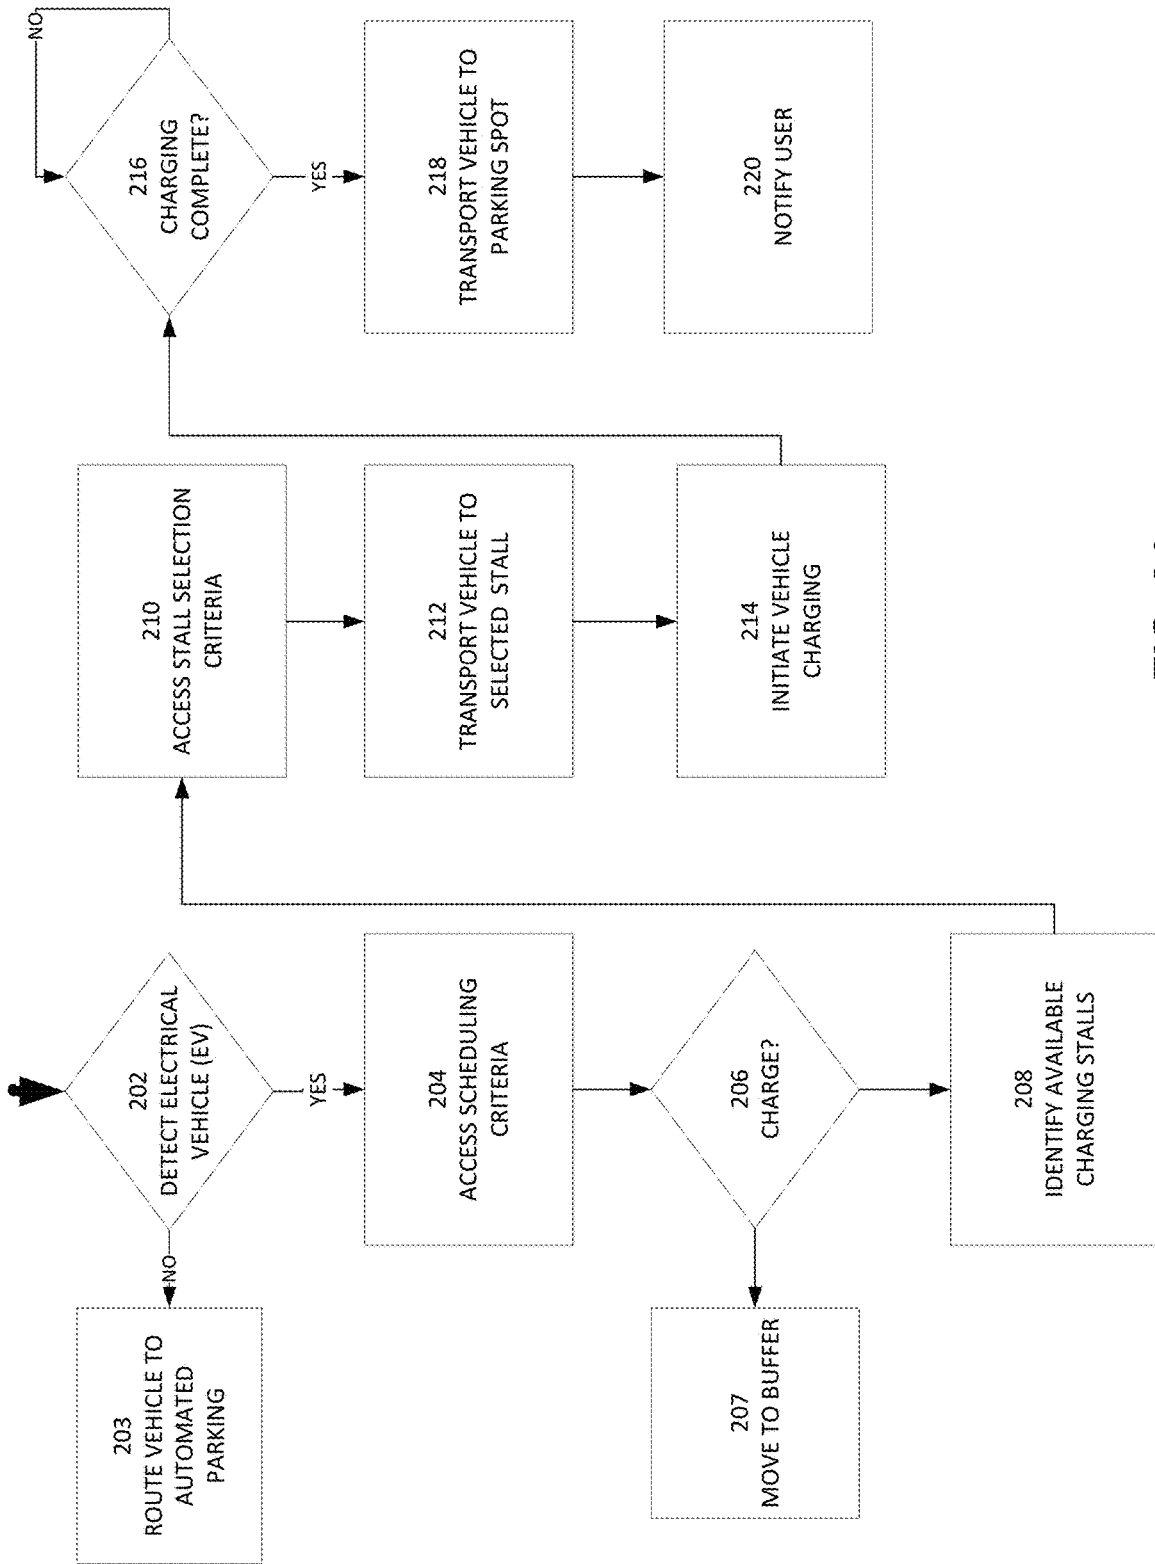 202
DETECT ELECTRICAL
VEHICLE (EV)
NO
203
ROUTE VEHICLE TO
AUTOMATED
PARKING
YES
204
ACCESS SCHEDULING
CRITERIA
206
CHARGE?
207
MOVE TO BUFFER
208
IDENTIFY AVAILABLE
CHARGING STALLS
210
ACCESS STALL SELECTION
CRITERIA
212
TRANSPORT VEHICLE TO
SELECTED STALL
214
INITIATE VEHICLE
CHARGING
216
CHARGING
COMPLETE?
NO
YES
218
TRANSPORT VEHICLE TO
PARKING SPOT
220
NOTIFY USER